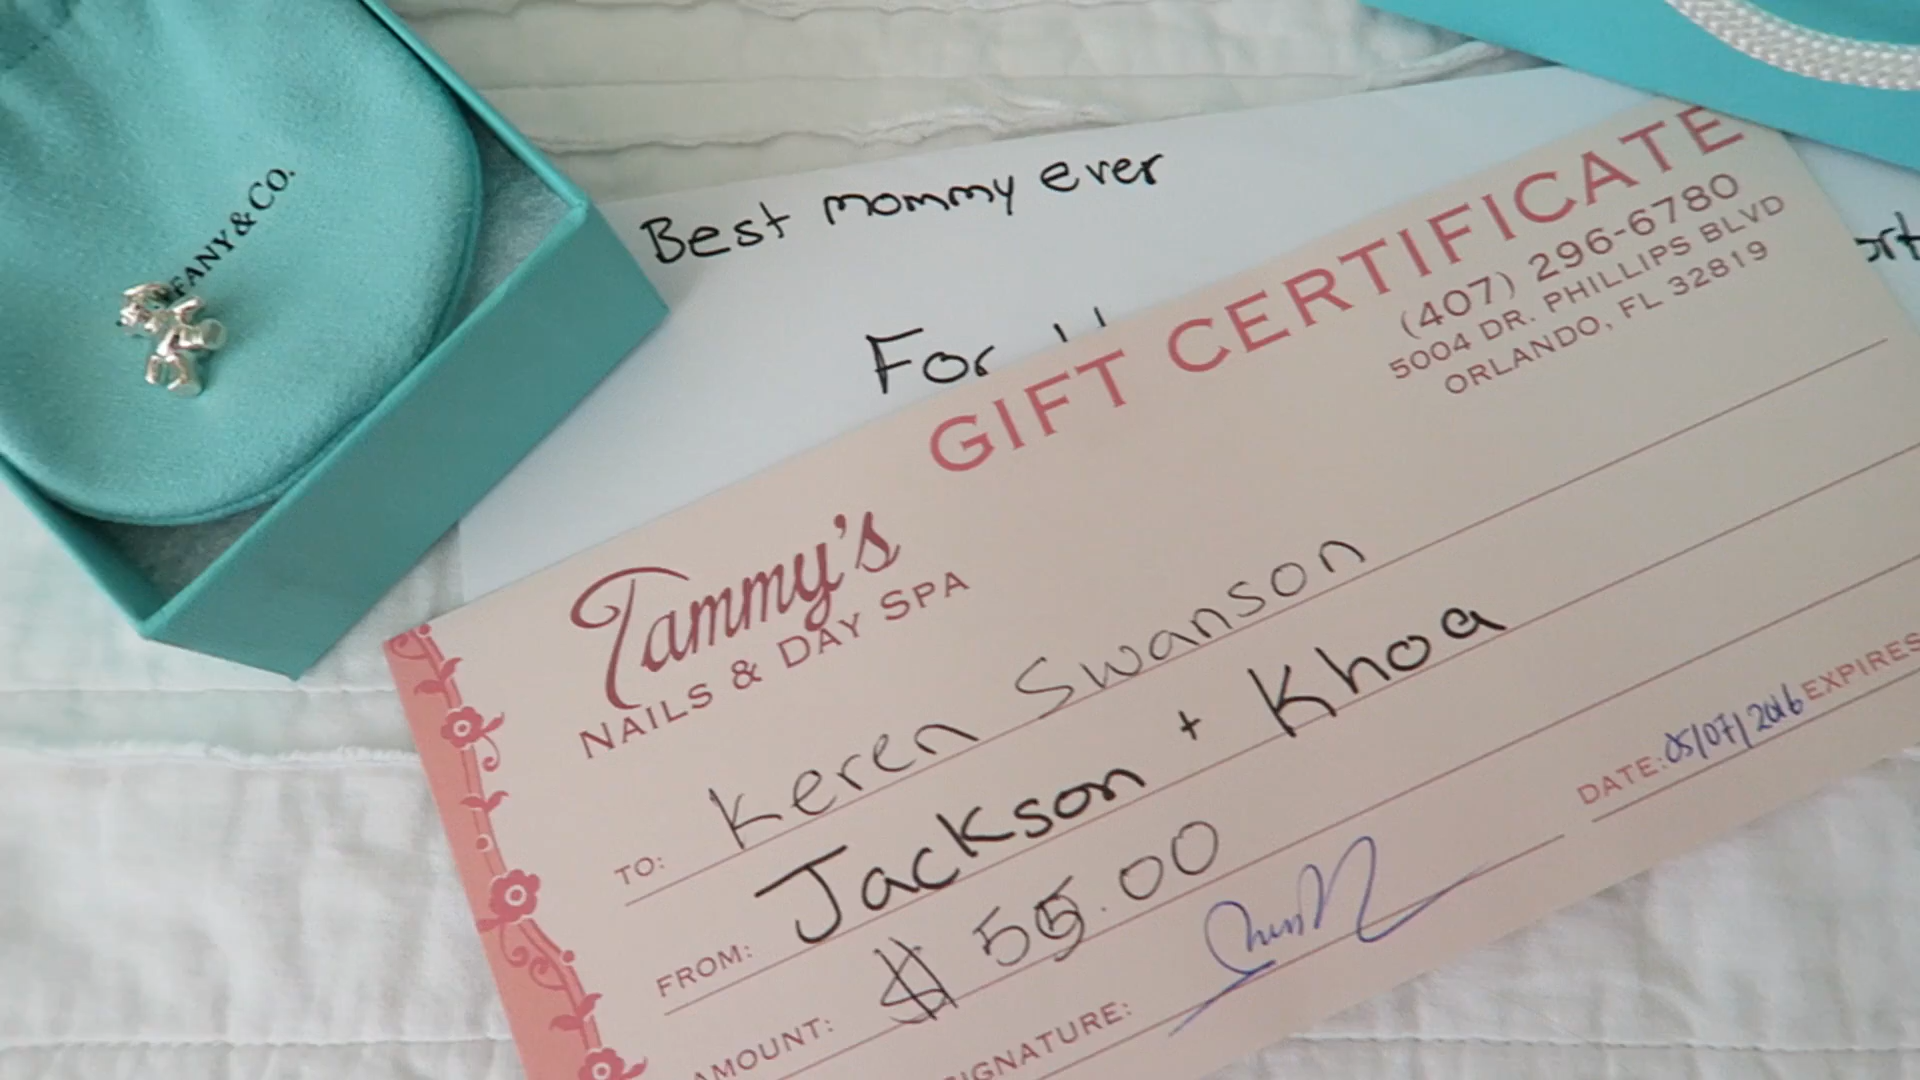 TIFFANY & CO.
Best mommy ever
For
GIFT CERTIFICATE
(407) 296-6780
5004 DR. PHILLIPS BLVD
ORLANDO, FL 32819
Tammy's
NAILS & DAY SPA
TO: Keren Swanson
FROM: Jackson + Khoa
AMOUNT: $ 55.00
SIGNATURE:
DATE: 05/07/2016 EXPIRES